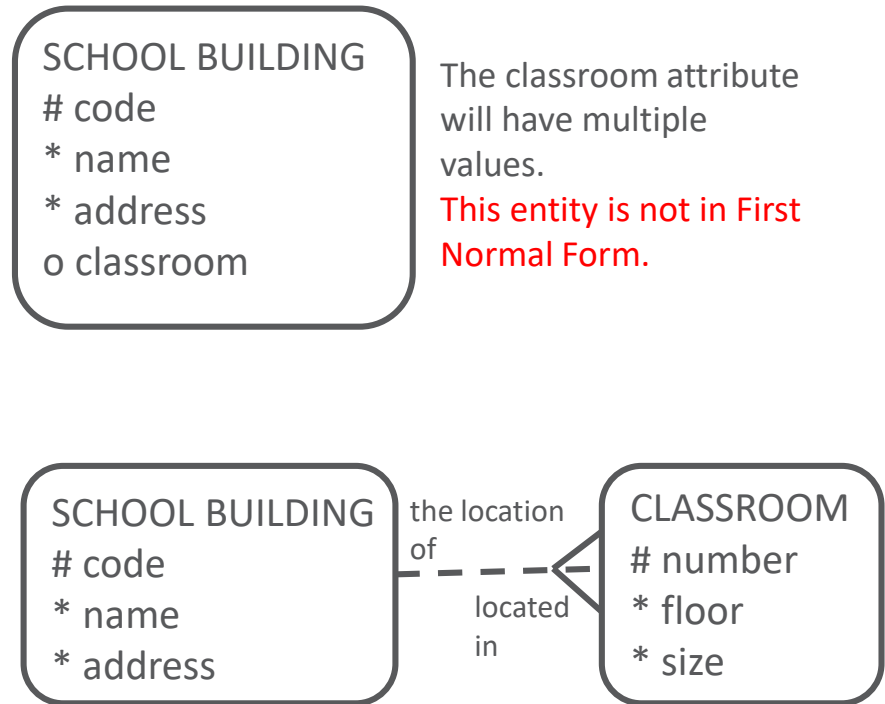 SCHOOL BUILDING
# code
* name
* address
o classroom
The classroom attribute
will have multiple
values.
This entity is not in First
Normal Form.
SCHOOL BUILDING
# code
* name
* address
the location
of
located
in
CLASSROOM
# number
* floor
* size